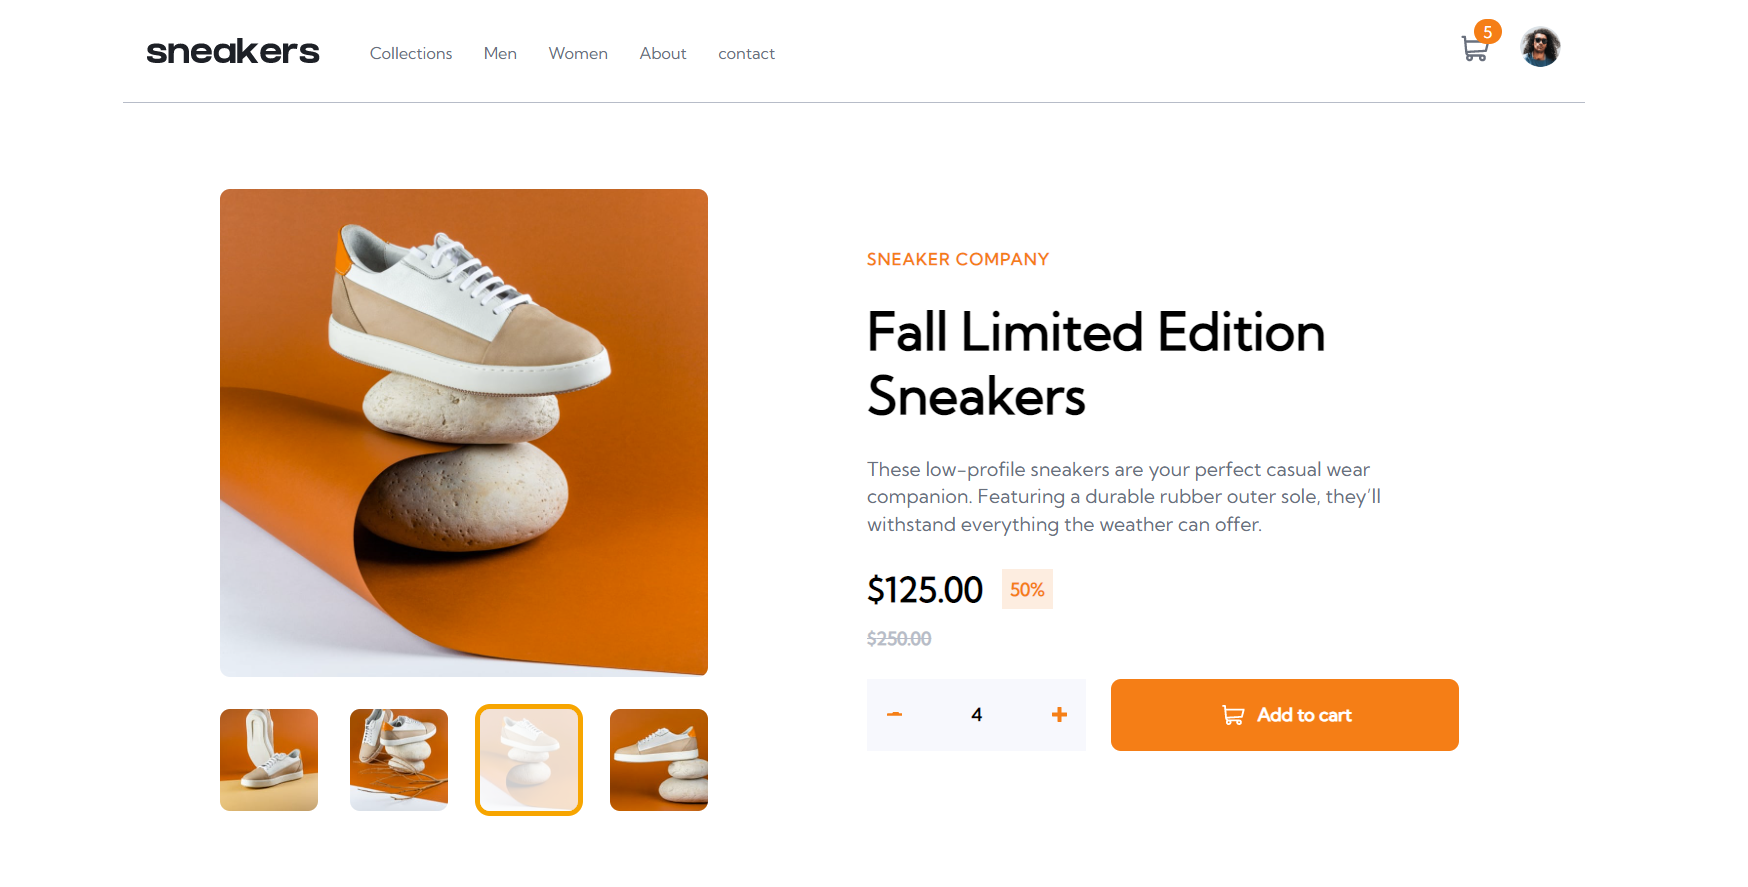 sneakers
Collections Men Women About contact
5
SNEAKER COMPANY
Fall Limited Edition
Sneakers
These low-profile sneakers are your perfect casual wear
companion. Featuring a durable rubber outer sole, they'll
withstand everything the weather can offer.
$125.00 50%
$250.00
4
Add to cart